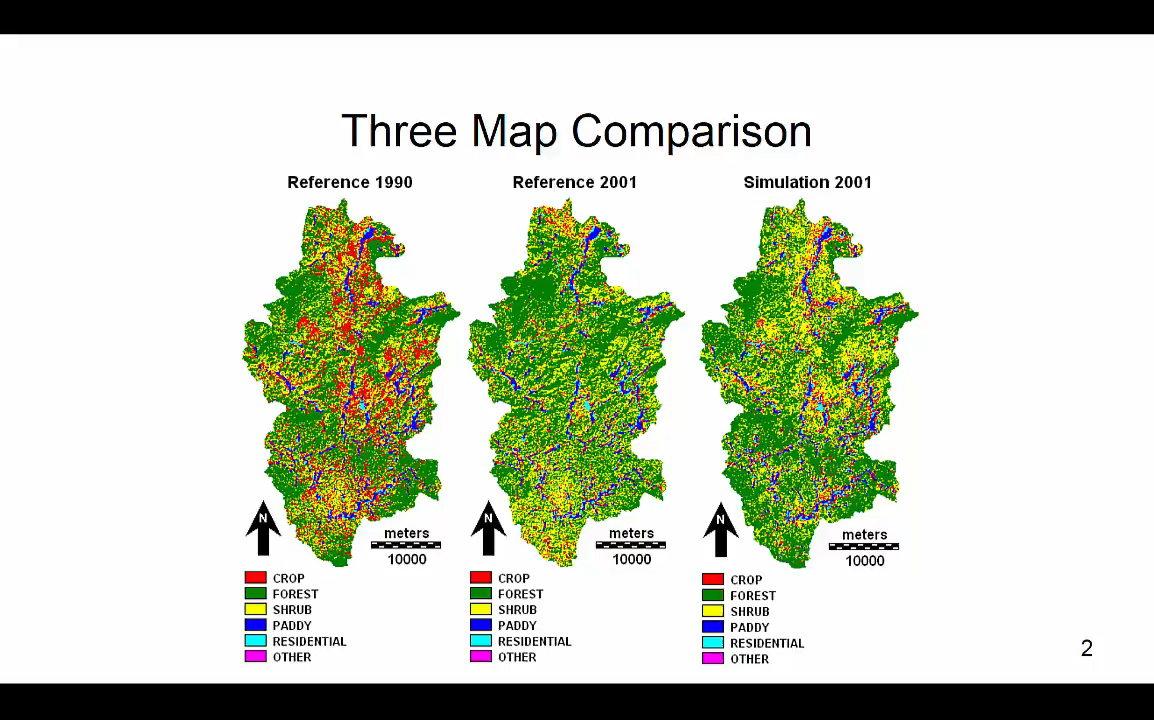 Three Map Comparison
Reference 1990
Reference 2001
Simulation 2001
N
meters
10000
CROP
FOREST
SHRUB
PADDY
RESIDENTIAL
OTHER
N
meters
10000
CROP
FOREST
SHRUB
PADDY
RESIDENTIAL
OTHER
N
meters
10000
CROP
FOREST
SHRUB
PADDY
RESIDENTIAL
OTHER
2